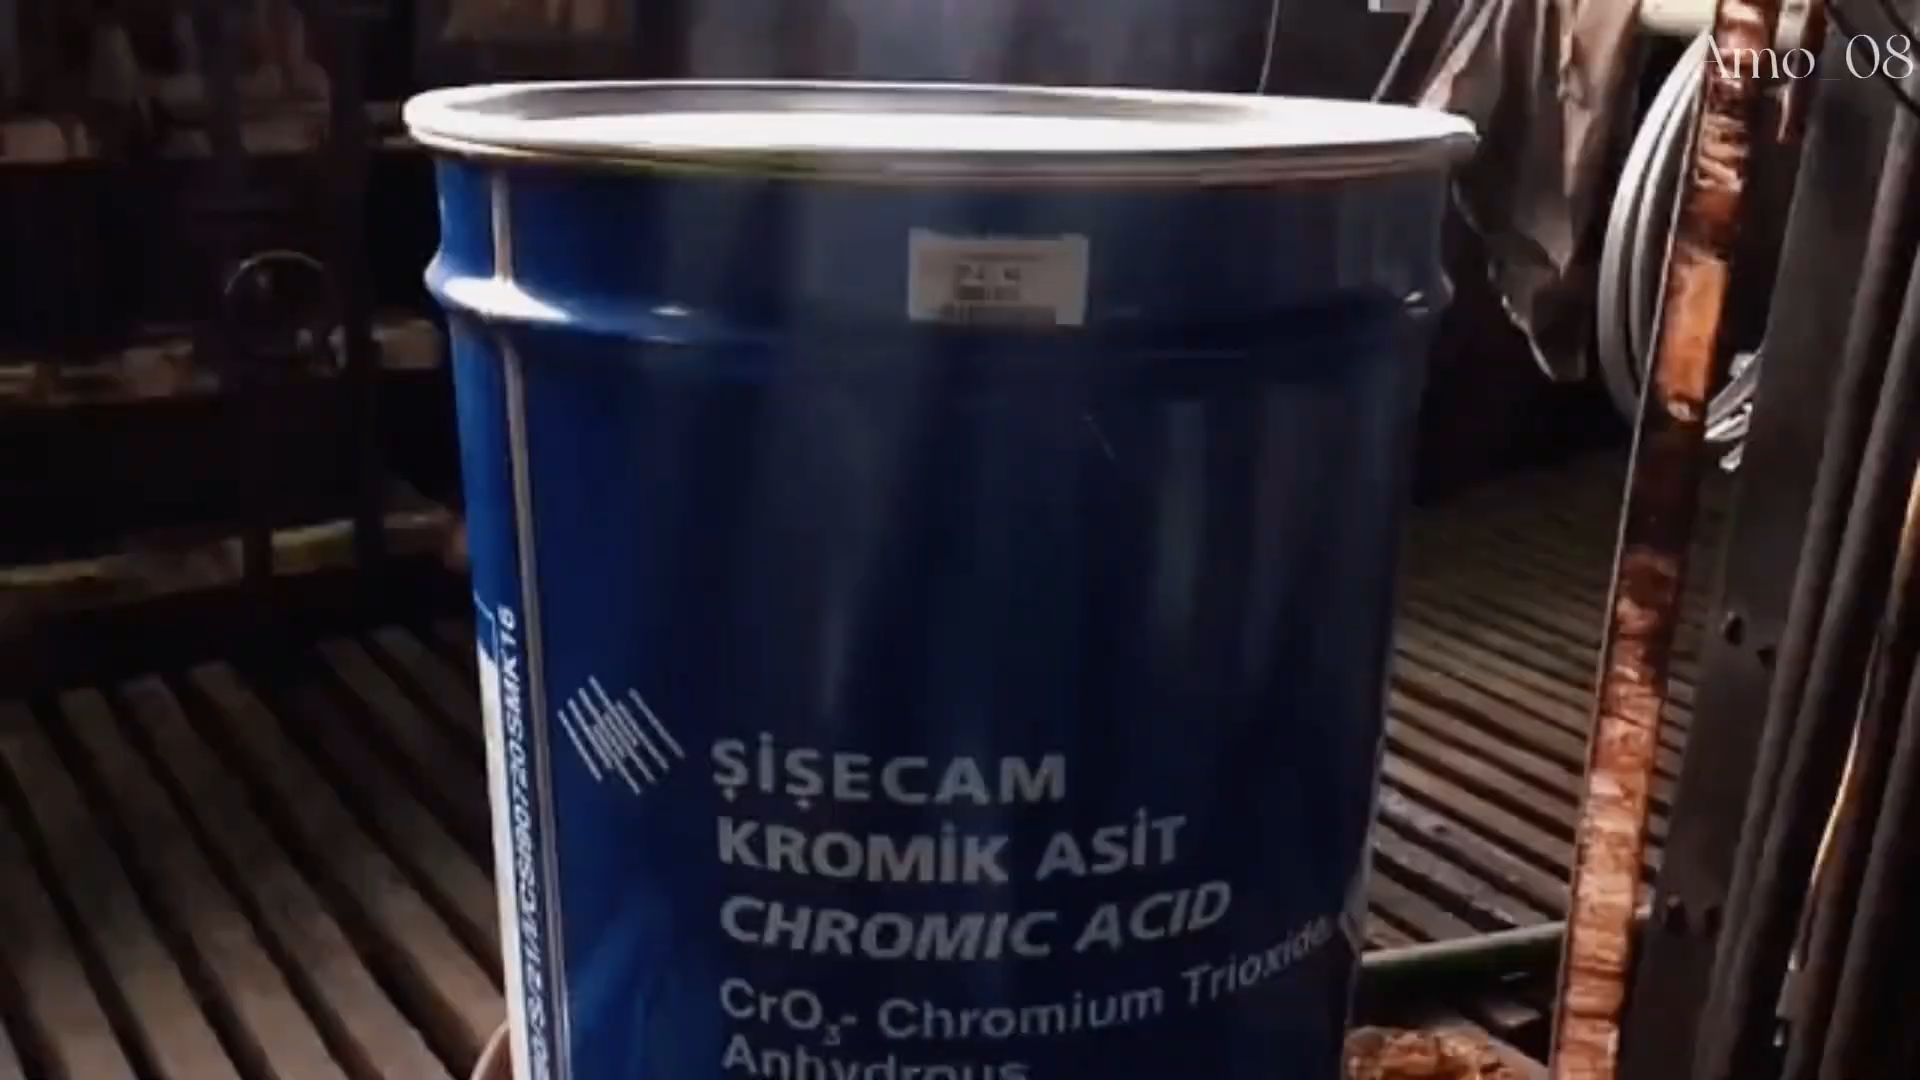 Amo_08
ŞİŞECAM
KROMİK ASİT
CHROMIC ACID
CrO₃- Chromium Trioxide
Anhydrous